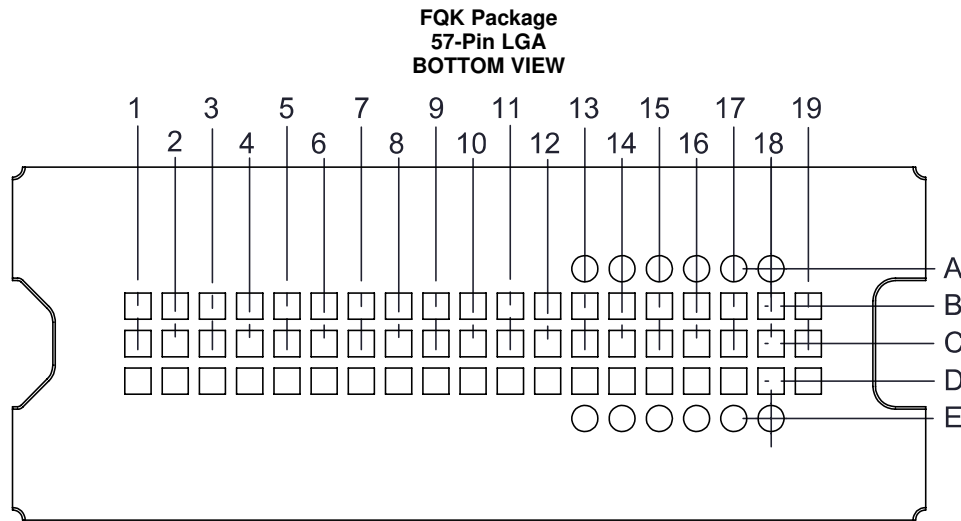 FQK Package
57-Pin LGA
BOTTOM VIEW
1 3 5 7 9 11 13 15 17 19
2 4 6 8 10 12 14 16 18
A
B
C
D
E